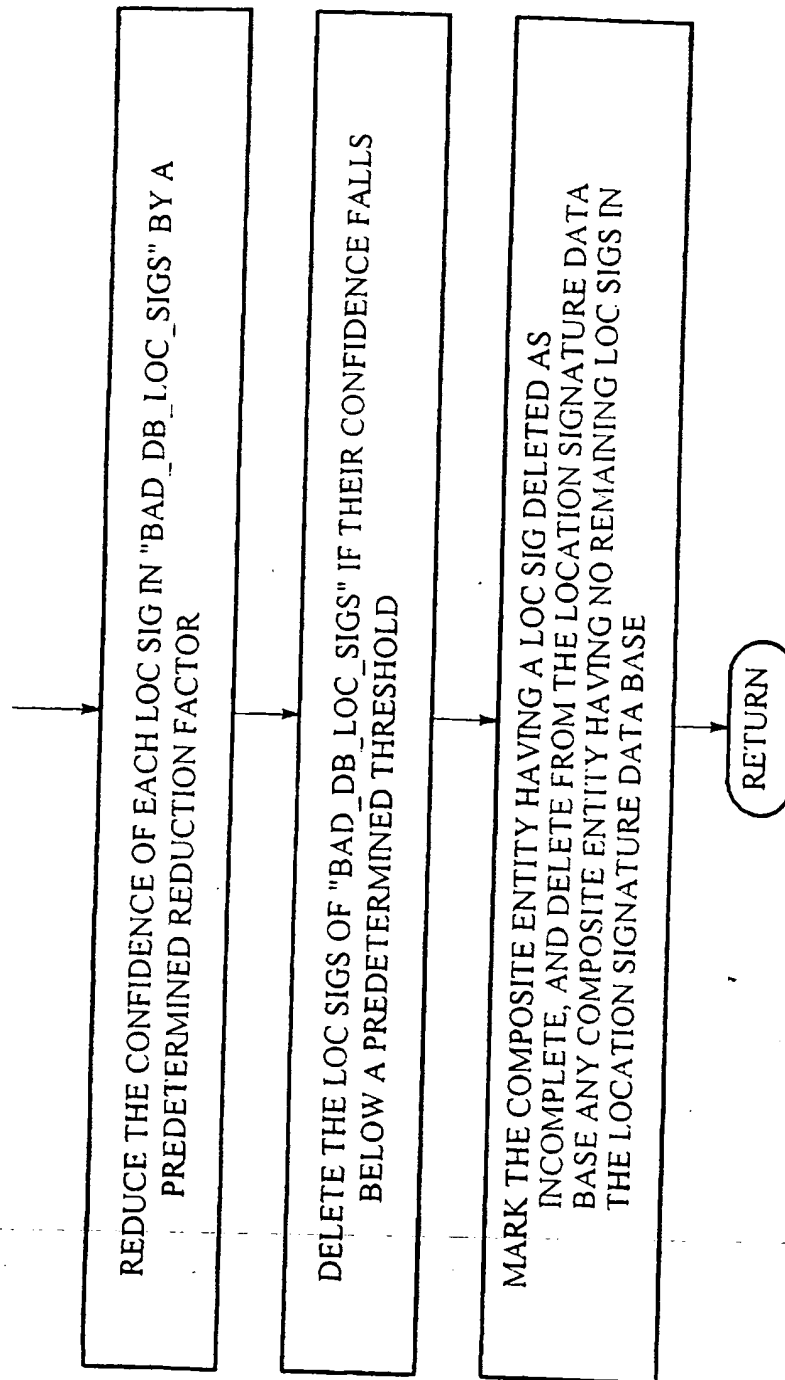 REDUCE THE CONFIDENCE OF EACH LOC SIG IN "BAD_DB_LOC_SIGS" BY A
PREDETERMINED REDUCTION FACTOR
DELETE THE LOC SIGS OF "BAD_DB_LOC_SIGS" IF THEIR CONFIDENCE FALLS
BELOW A PREDETERMINED THRESHOLD
MARK THE COMPOSITE ENTITY HAVING A LOC SIG DELETED AS
INCOMPLETE, AND DELETE FROM THE LOCATION SIGNATURE DATA
BASE ANY COMPOSITE ENTITY HAVING NO REMAINING LOC SIGS IN
THE LOCATION SIGNATURE DATA BASE
RETURN